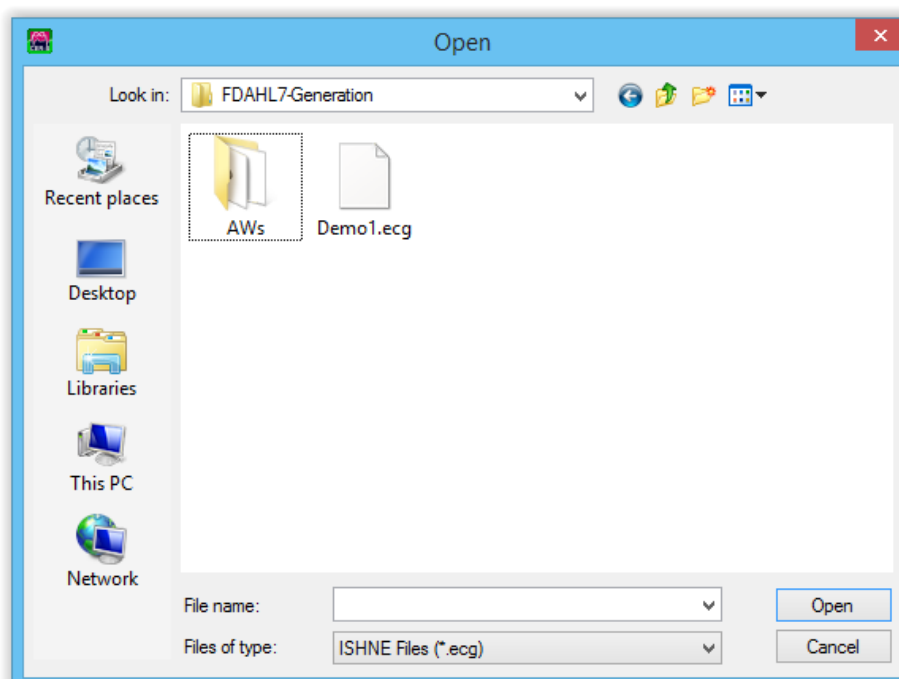 Open
Look in: FDAHL7-Generation
Recent places
Desktop
Libraries
This PC
Network
AWs Demo1.ecg
File name: Open
Files of type: ISHNE Files (*.ecg) Cancel